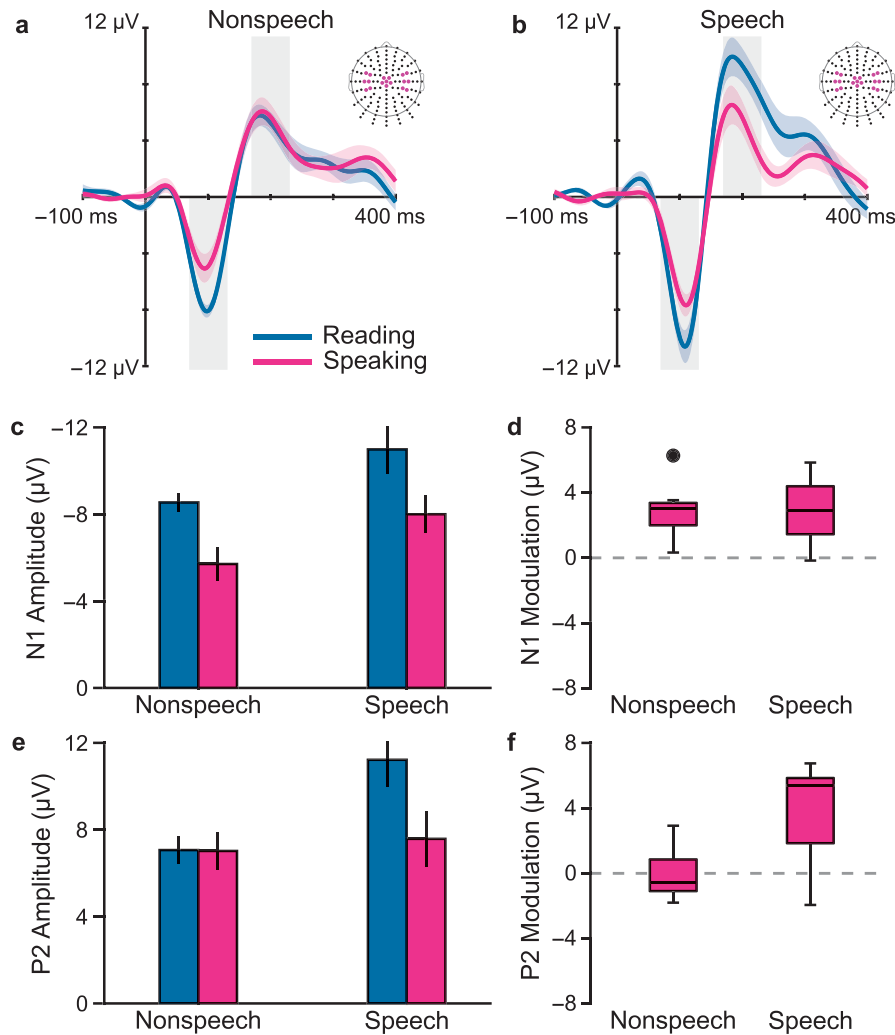 a
Nonspeech
12 µV
−100 ms
400 ms
−12 µV
Reading
Speaking
b
Speech
12 µV
−100 ms
400 ms
−12 µV
c
-12
−8
−4
0
N1 Amplitude (µV)
Nonspeech
Speech
d
8
4
0
−4
−8
N1 Modulation (µV)
Nonspeech
Speech
e
12
8
4
0
P2 Amplitude (µV)
Nonspeech
Speech
f
8
4
0
−4
−8
P2 Modulation (µV)
Nonspeech
Speech